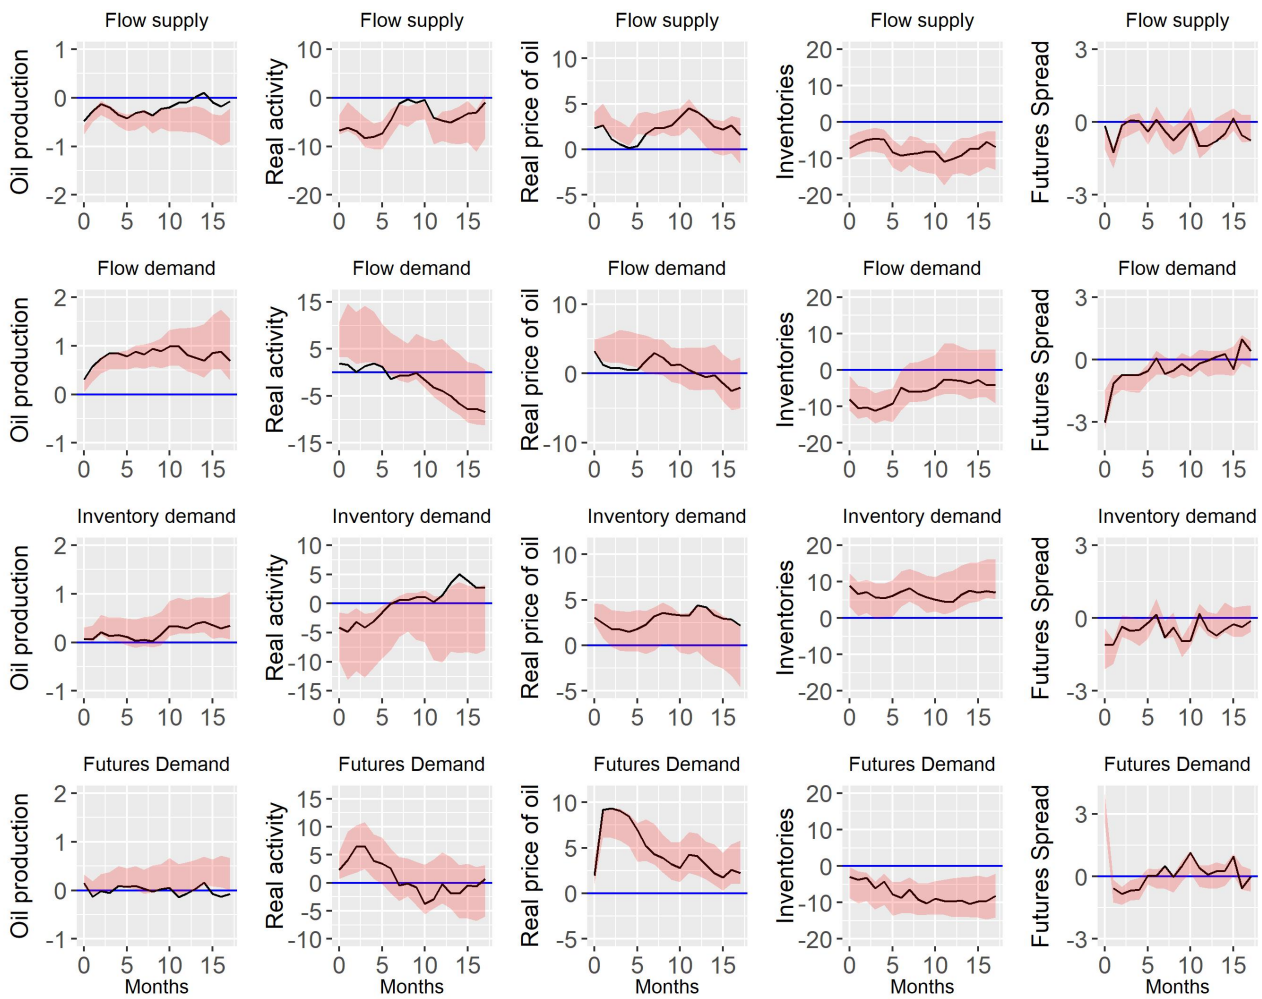 Flow supply Flow supply Flow supply Flow supply Flow supply
Oil production 1 0 -1 -2 0 5 10 15
Real activity 10 0 -10 -20 0 5 10 15
Real price of oil 10 5 0 -5 0 5 10 15
Inventories 20 10 0 -10 -20 0 5 10 15
Futures Spread 3 0 -3 0 5 10 15
Flow demand Flow demand Flow demand Flow demand Flow demand
Oil production 2 1 0 -1 0 5 10 15
Real activity 15 5 -5 -15 0 5 10 15
Real price of oil 10 0 -10 0 5 10 15
Inventories 20 10 0 -10 -20 0 5 10 15
Futures Spread 3 0 -3 0 5 10 15
Inventory demand Inventory demand Inventory demand Inventory demand Inventory demand
Oil production 2 1 0 -1 0 5 10 15
Real activity 10 5 0 -5 -10 -15 0 5 10 15
Real price of oil 10 5 0 -5 0 5 10 15
Inventories 20 10 0 -10 -20 0 5 10 15
Futures Spread 3 0 -3 0 5 10 15
Futures Demand Futures Demand Futures Demand Futures Demand Futures Demand
Oil production 2 1 0 -1 0 5 10 15
Real activity 15 10 5 0 -5 -10 0 5 10 15
Real price of oil 10 5 0 -5 0 5 10 15
Inventories 20 10 0 -10 -20 0 5 10 15
Futures Spread 3 0 -3 0 5 10 15
Months Months Months Months Months